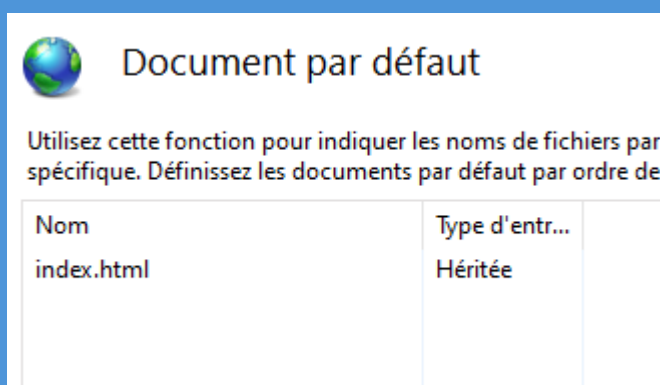 Document par défaut
Utilisez cette fonction pour indiquer les noms de fichiers par
spécifique. Définissez les documents par défaut par ordre de
Nom Type d'entr...
index.html Héritée